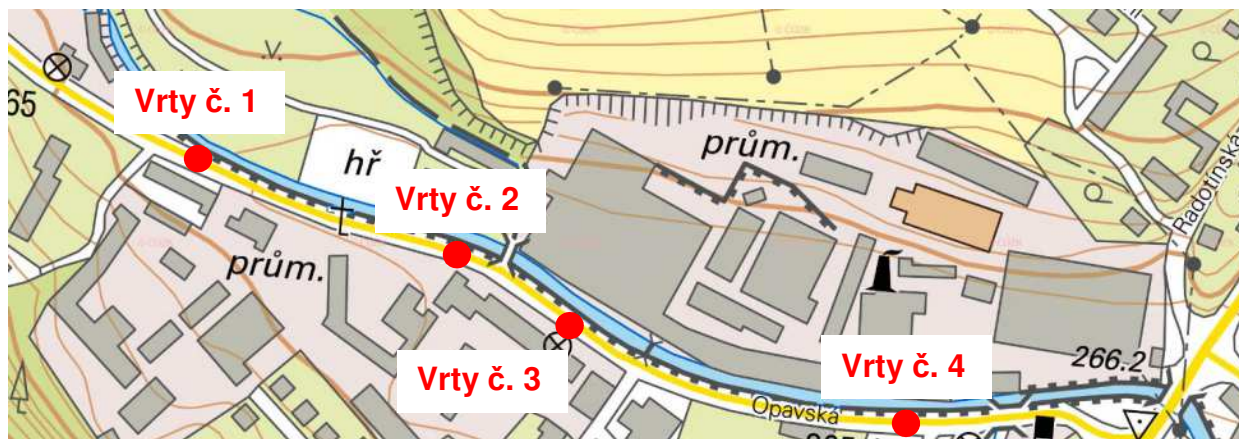 65
Vrty č. 1
hř
prům.
Vrty č. 2
prům.
Radotínská
Vrty č. 3
Vrty č. 4
266.2
Opavská